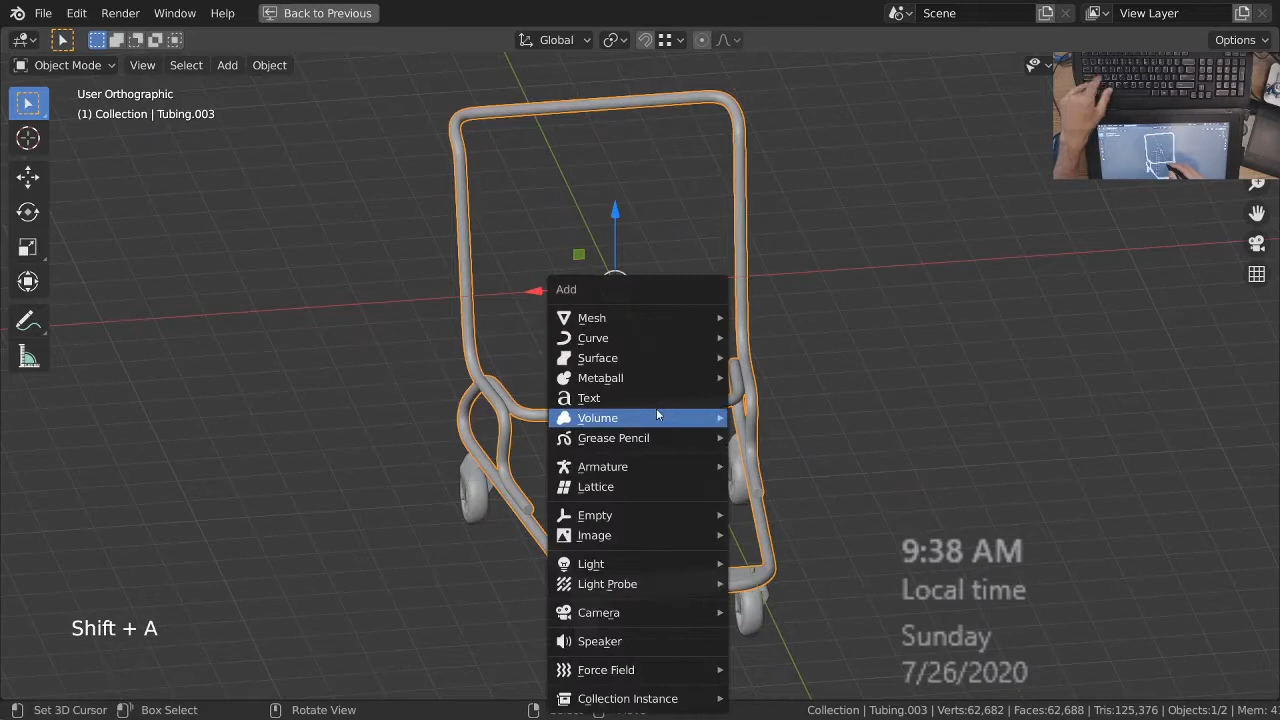 File Edit Render Window Help Back to Previous Scene View Layer
Global Options
Object Mode View Select Add Object
User Orthographic
(1) Collection | Tubing.003
Add
Mesh
Curve
Surface
Metaball
Text
Volume
Grease Pencil
Armature
Lattice
Empty
Image
Light
Light Probe
Camera
Speaker
Force Field
Collection Instance
Shift + A
9:38 AM
Local time
Sunday
7/26/2020
Set 3D Cursor Box Select Rotate View Collection | Tubing.003 | Verts:62,682 | Faces:62,688 | Tris:125,376 | Objects:1/2 | Mem: 4